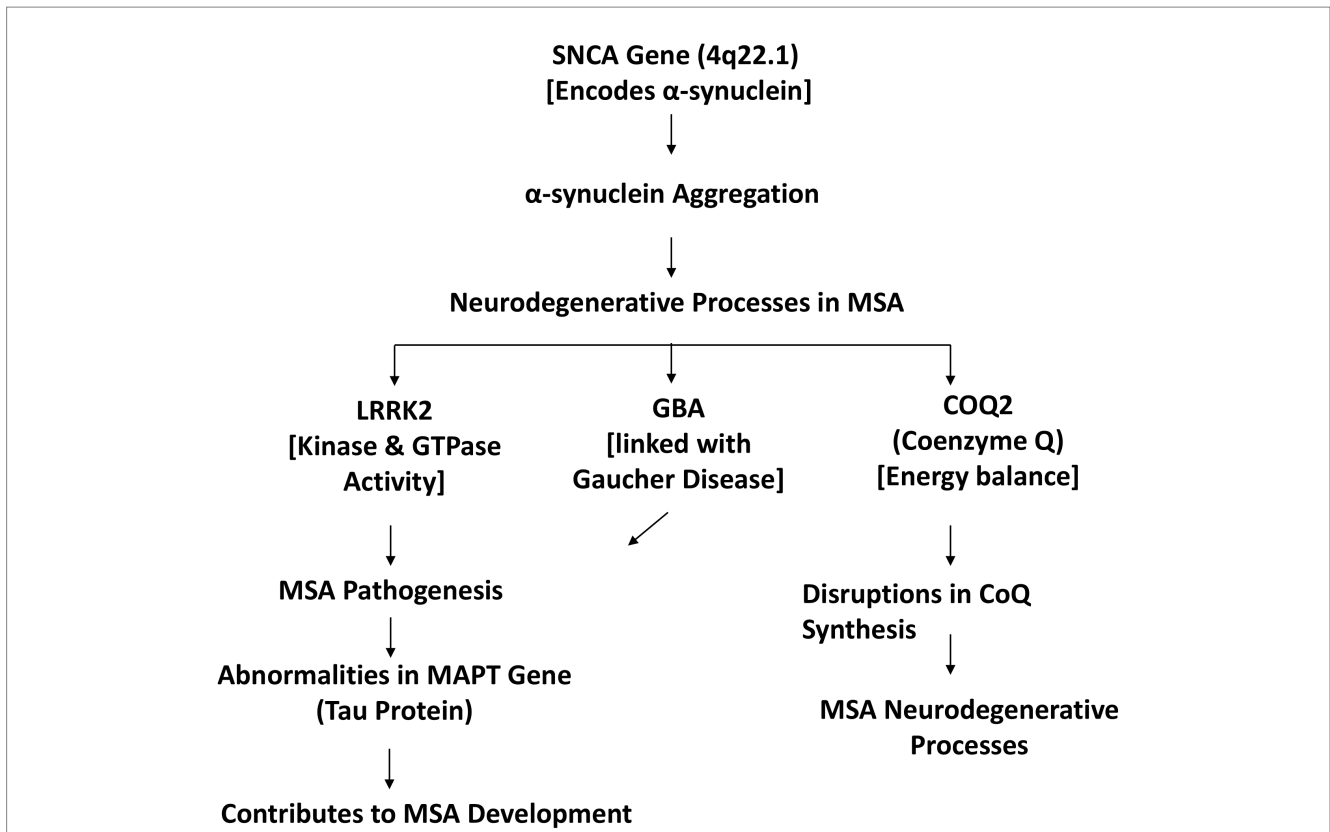 SNCA Gene (4q22.1)
[Encodes α-synuclein]
α-synuclein Aggregation
Neurodegenerative Processes in MSA
LRRK2
[Kinase & GTPase
Activity]
GBA
[linked with
Gaucher Disease]
COQ2
(Coenzyme Q)
[Energy balance]
MSA Pathogenesis
Abnormalities in MAPT Gene
(Tau Protein)
Contributes to MSA Development
Disruptions in CoQ
Synthesis
MSA Neurodegenerative
Processes